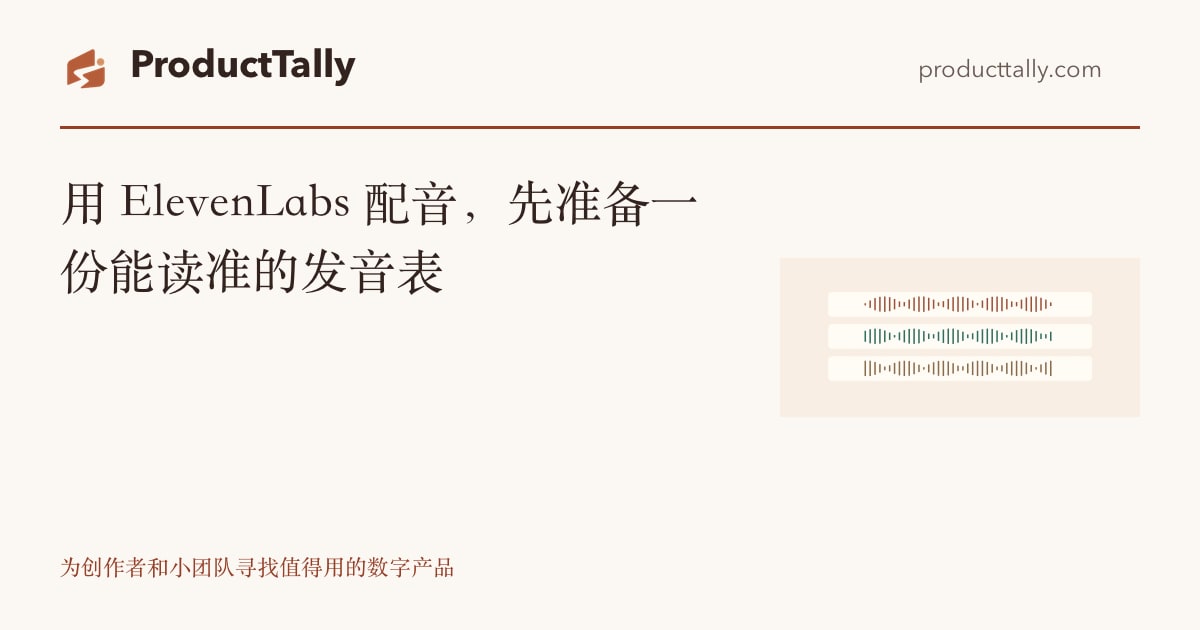 ProductTally
producttally.com
用 ElevenLabs 配音，先准备一
份能读准的发音表
为创作者和小团队寻找值得用的数字产品